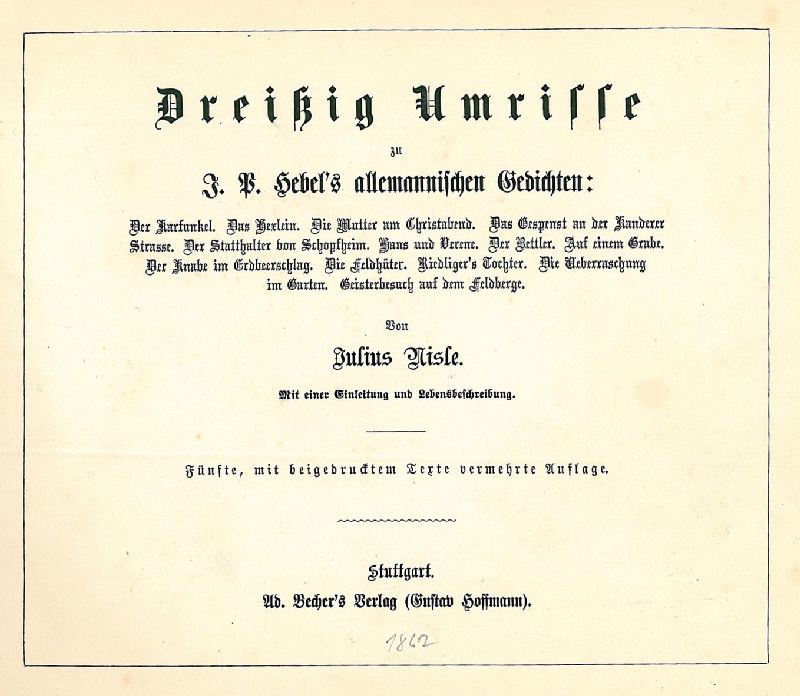 Dreißig Umrisse
zu
J. P. Hebel's allemannischen Gedichten:
Der Karfunkel. Das Hexlein. Die Mutter am Christabend. Das Gespenst an der Kanderer
Strasse. Der Statthalter von Schopfheim. Hans und Verene. Der Bettler. Auf einem Grabe.
Der Knabe im Erdbeerschlag. Die Feldhüter. Riedliger's Tochter. Die Ueberraschung
im Garten. Geisterbesuch auf dem Feldberge.
Von
Julius Nisle.
Mit einer Einleitung und Lebensbeschreibung.
Fünfte, mit beigedrucktem Texte vermehrte Auflage.
Stuttgart.
Ad. Becher's Verlag (Gustav Hoffmann).
1862